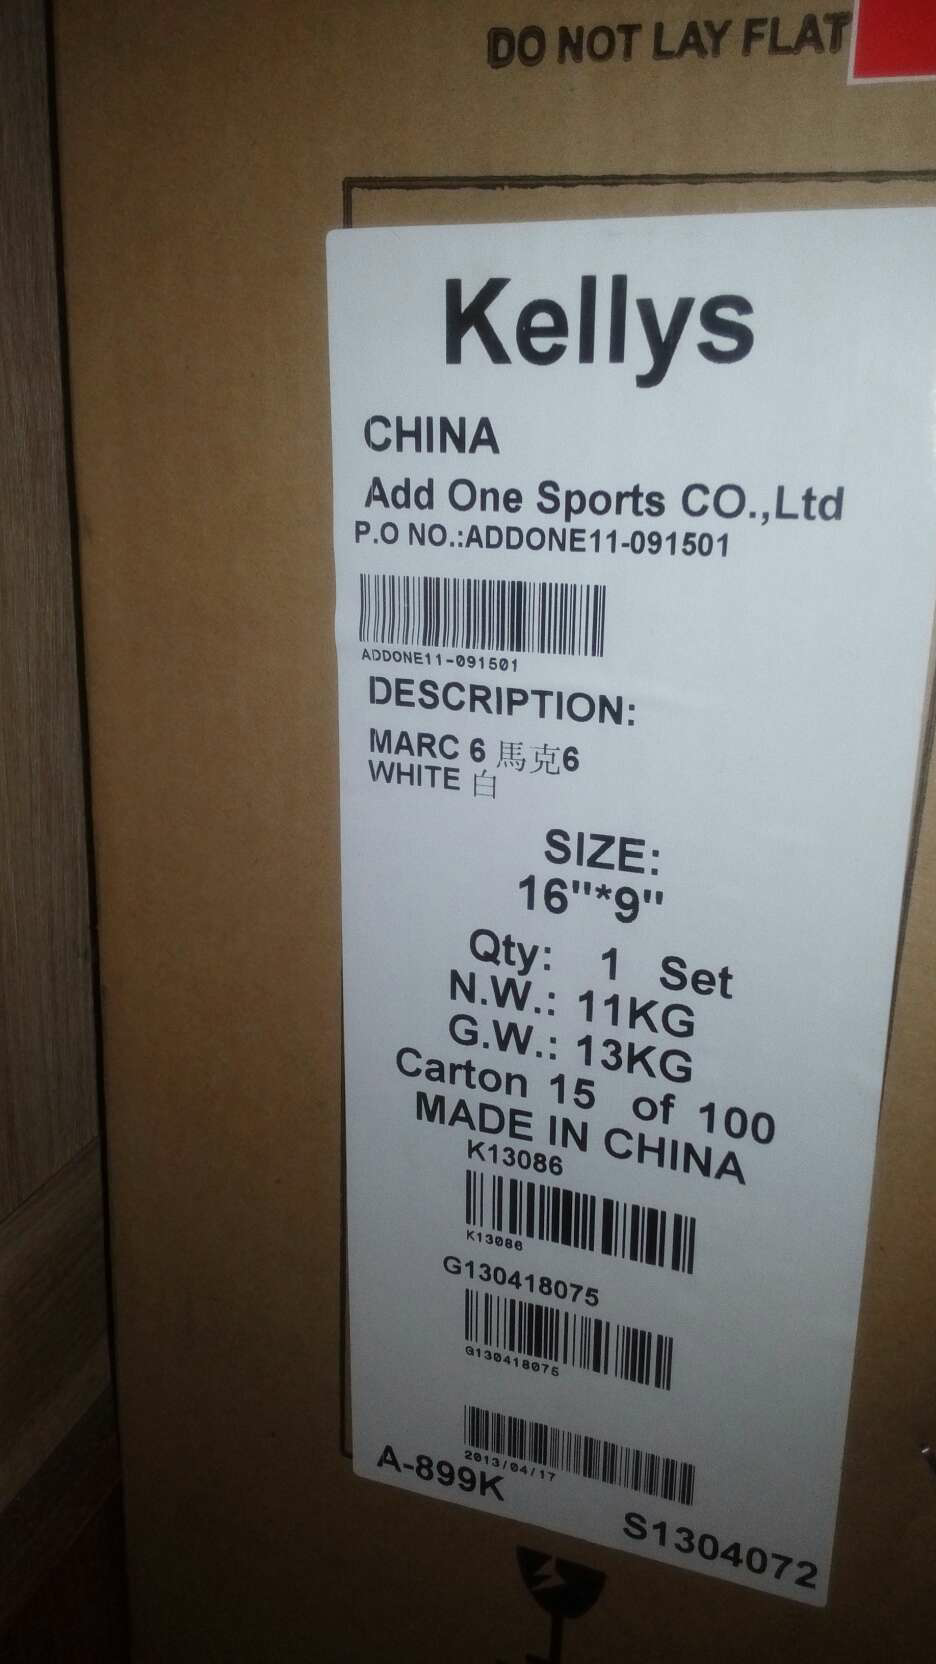 DO NOT LAY FLAT
Kellys
CHINA
Add One Sports CO.,Ltd
P.O NO.:ADDONE11-091501
ADDONE11-091501
DESCRIPTION:
MARC 6 馬克6
WHITE 白
SIZE:
16"*9"
Qty: 1 Set
N.W.: 11KG
G.W.: 13KG
Carton 15 of 100
MADE IN CHINA
K13086
K13086
G130418075
G130418075
2013/04/17
A-899K
S1304072